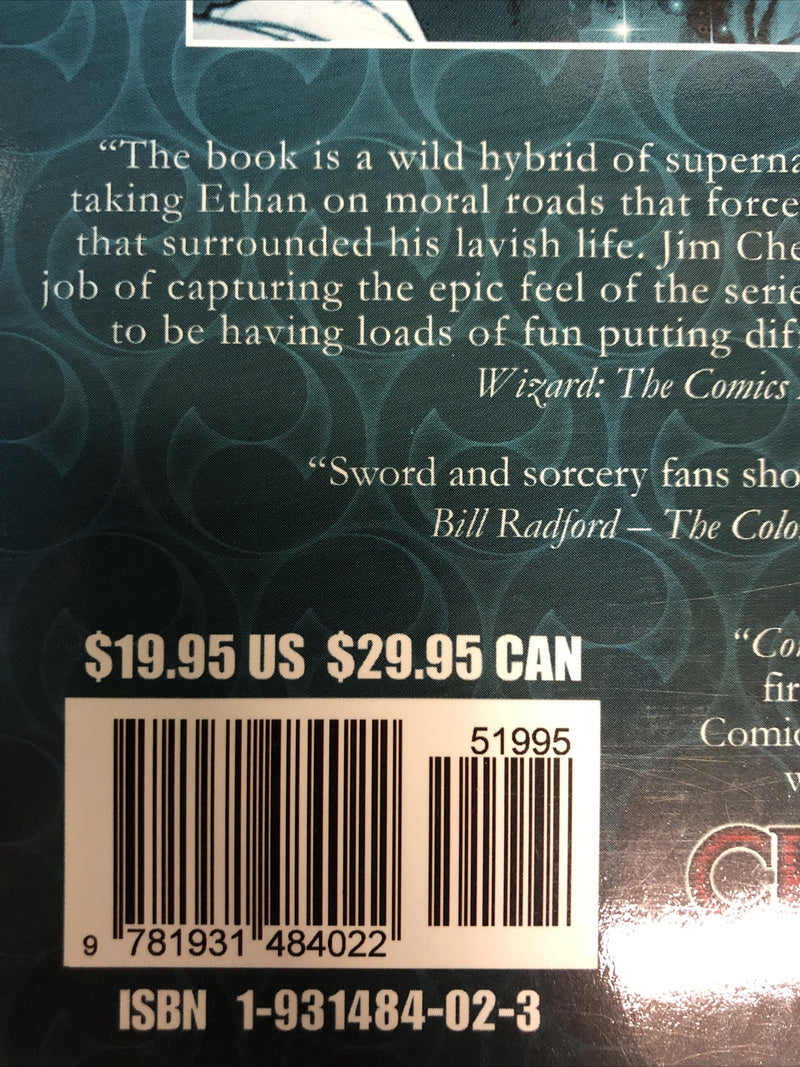 “The book is a wild hybrid of superna
taking Ethan on moral roads that force
that surrounded his lavish life. Jim Che
job of capturing the epic feel of the serie
to be having loads of fun putting diff
Wizard: The Comics
“Sword and sorcery fans sho
Bill Radford – The Colo
“Con
fir
Comic
w
$19.95 US $29.95 CAN
51995
9 781931 484022
ISBN 1-931484-02-3